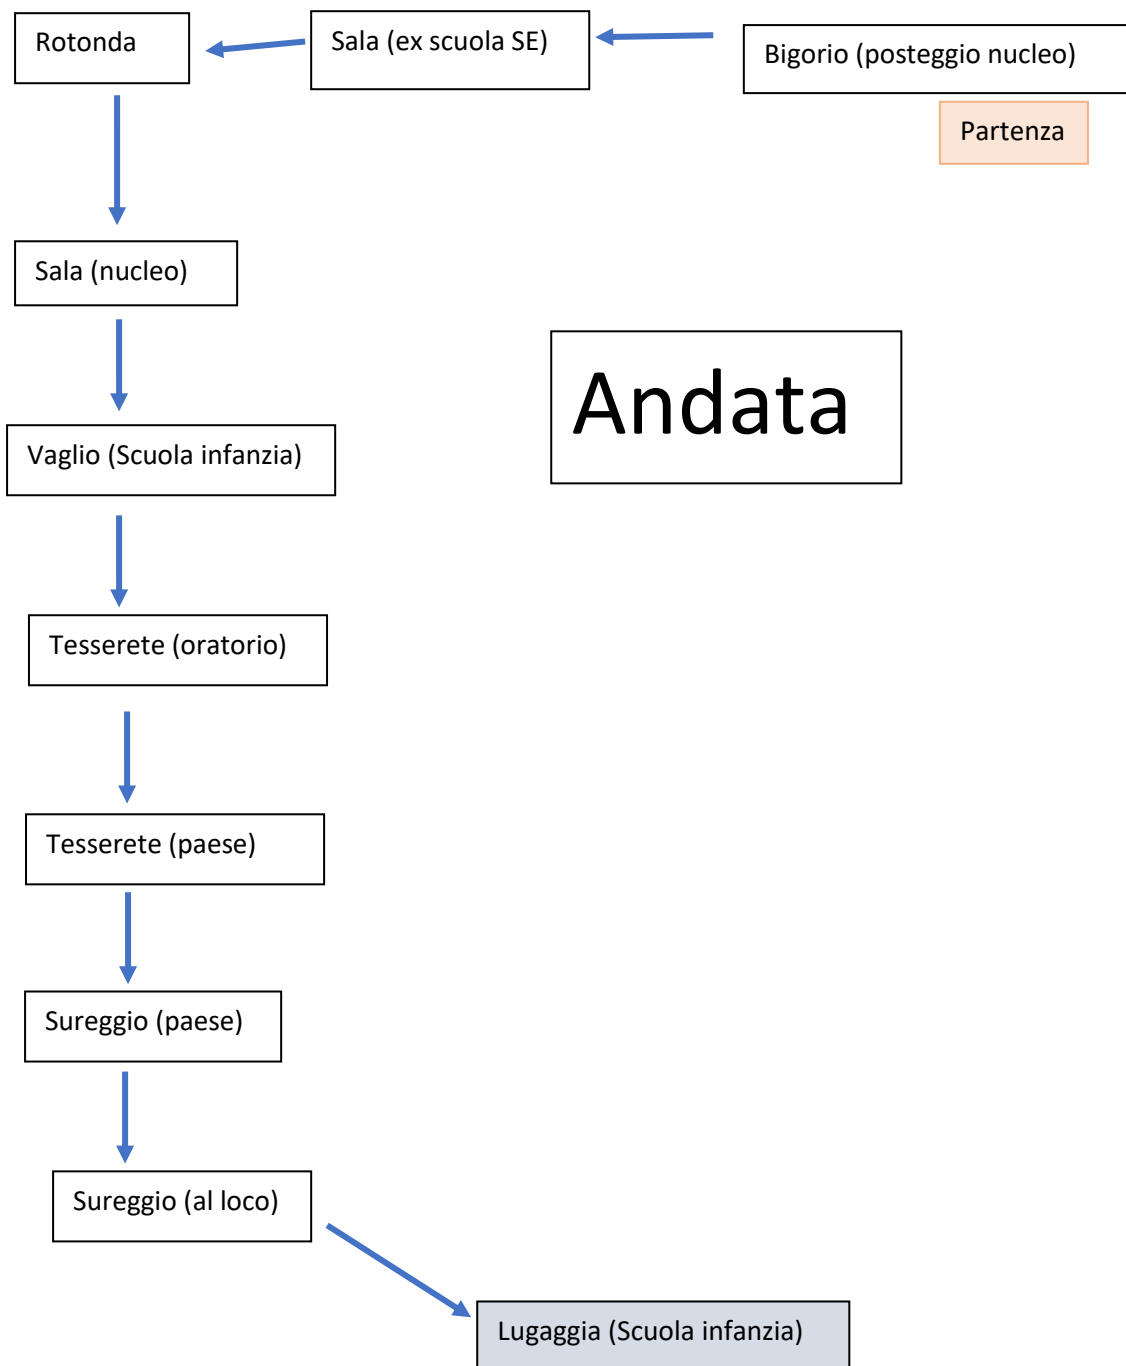 Rotonda
Sala (ex scuola SE)
Bigorio (posteggio nucleo)
Partenza
Sala (nucleo)
Andata
Vaglio (Scuola infanzia)
Tesserete (oratorio)
Tesserete (paese)
Sureggio (paese)
Sureggio (al loco)
Lugaggia (Scuola infanzia)